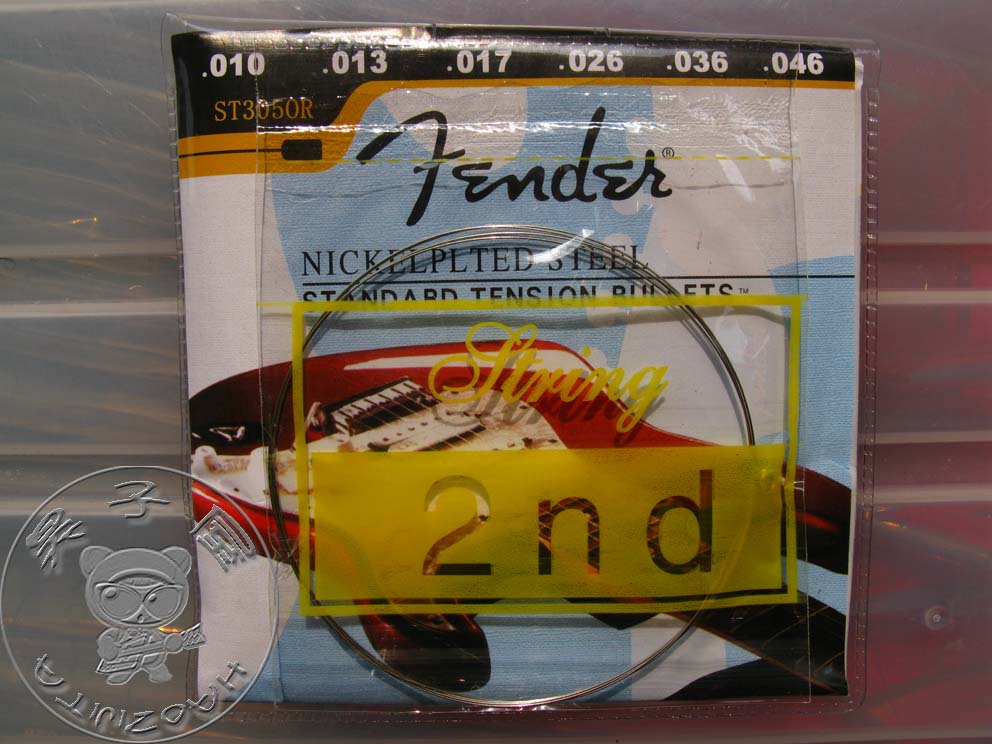 .010 .013 .017 .026 .036 .046
ST3050R
Fender®
NICKELPLTED STEEL
STANDARD TENSION BULLETS™
String
2nd